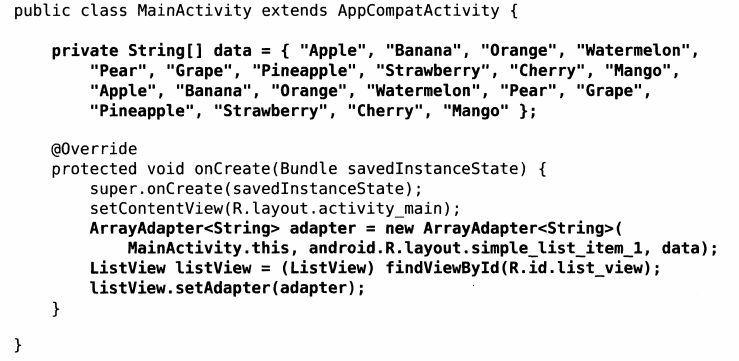 public class MainActivity extends AppCompatActivity {
private String[] data = { "Apple", "Banana", "Orange", "Watermelon",
"Pear", "Grape", "Pineapple", "Strawberry", "Cherry", "Mango",
"Apple", "Banana", "Orange", "Watermelon", "Pear", "Grape",
"Pineapple", "Strawberry", "Cherry", "Mango" };
@Override
protected void onCreate(Bundle savedInstanceState) {
super.onCreate(savedInstanceState);
setContentView(R.layout.activity_main);
ArrayAdapter<String> adapter = new ArrayAdapter<String>(
MainActivity.this, android.R.layout.simple_list_item_1, data);
ListView listView = (ListView) findViewById(R.id.list_view);
listView.setAdapter(adapter);
}
}